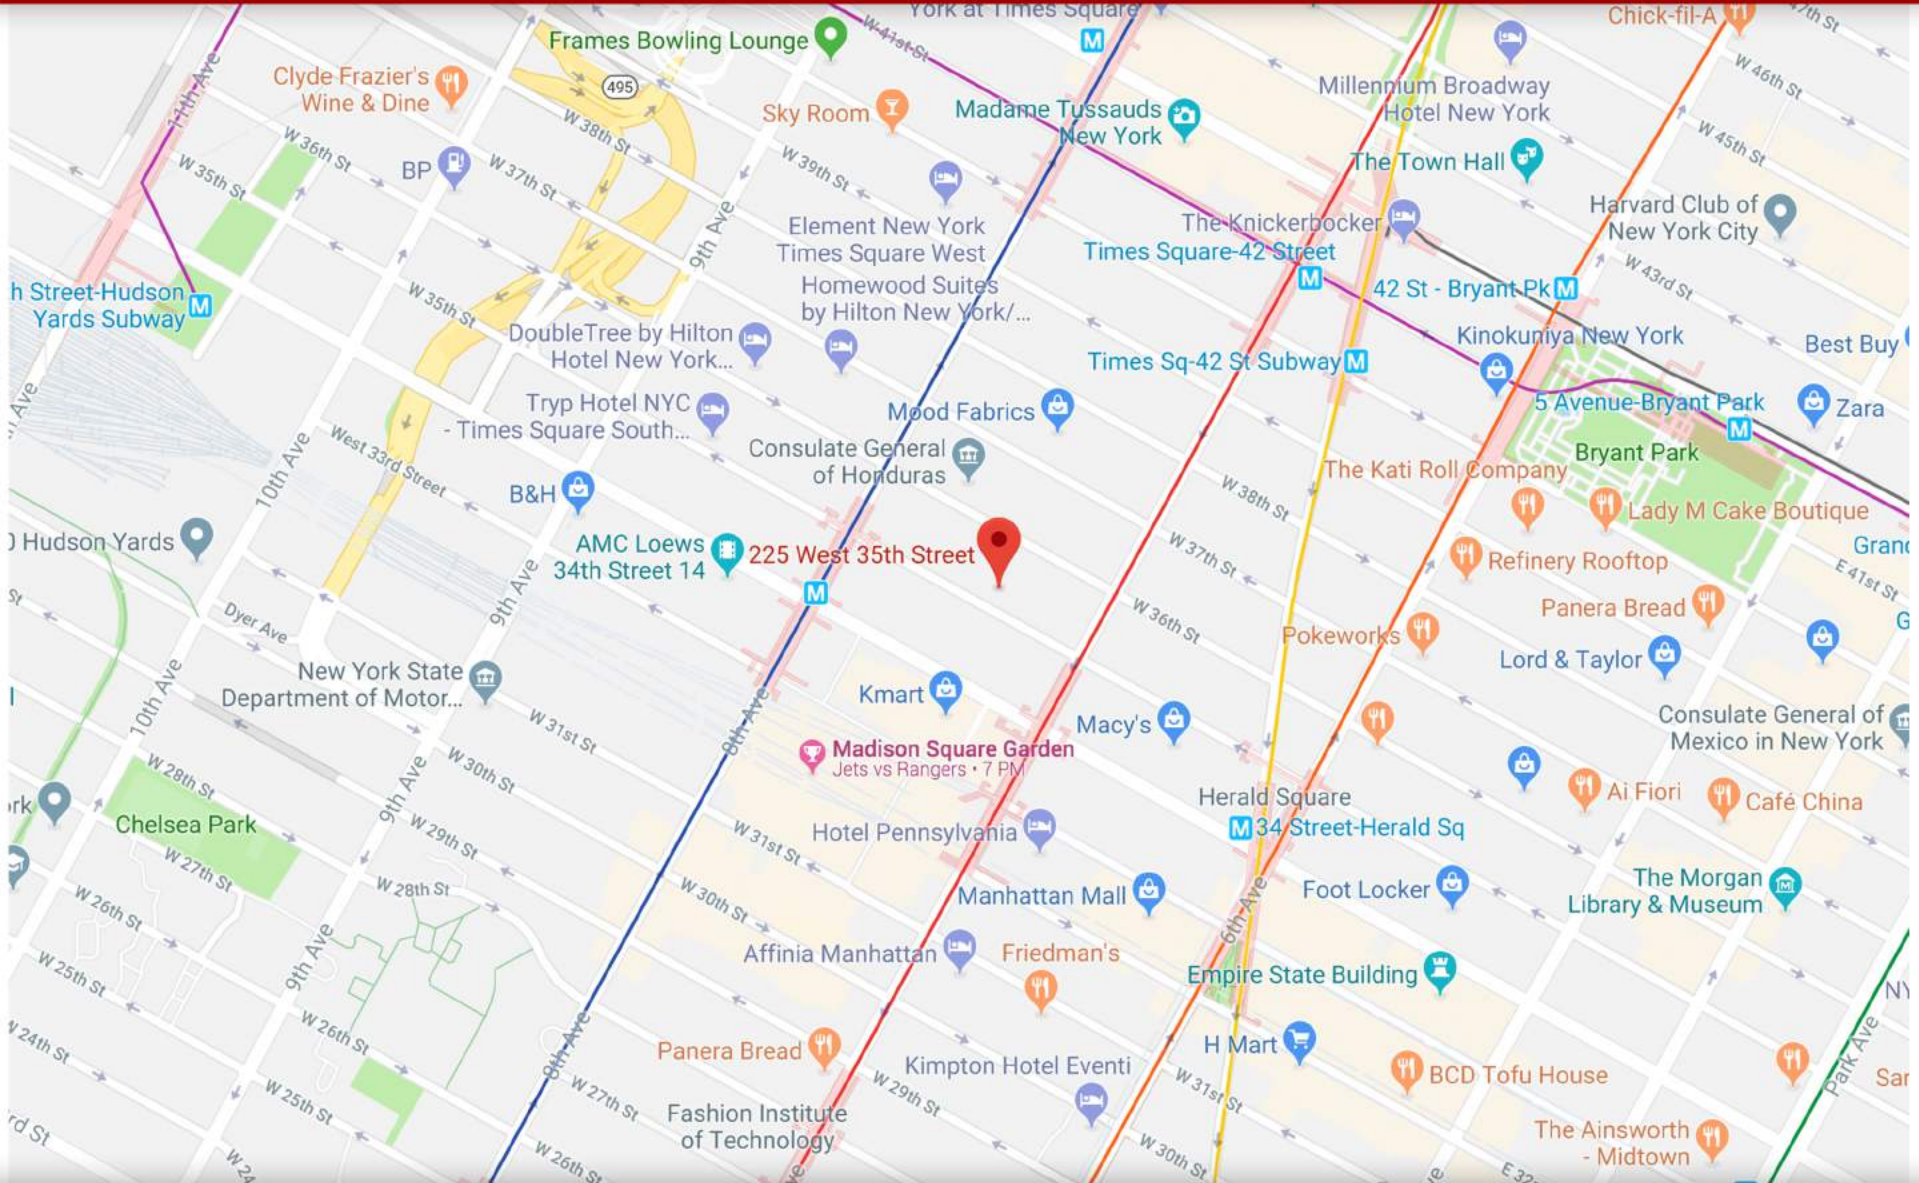 York at Times Square
Chick-fil-A
47th St
Frames Bowling Lounge
W 41st St
495
11th Ave
Clyde Frazier's
Wine & Dine
Sky Room
Madame Tussauds
New York
Millennium Broadway
Hotel New York
W 46th St
W 38th St
W 36th St
W 35th St
BP
W 37th St
W 39th St
The Town Hall
W 45th St
Element New York
Times Square West
9th Ave
The Knickerbocker
Harvard Club of
New York City
Times Square-42 Street
42 St - Bryant Pk
W 43rd St
h Street-Hudson
Yards Subway
W 35th St
Homewood Suites
by Hilton New York/...
DoubleTree by Hilton
Hotel New York...
Times Sq-42 St Subway
Kinokuniya New York
Best Buy
Tryp Hotel NYC
- Times Square South...
Mood Fabrics
5 Avenue-Bryant Park
Zara
West 33rd Street
10th Ave
Consulate General
of Honduras
Bryant Park
The Kati Roll Company
B&H
W 38th St
Lady M Cake Boutique
Hudson Yards
AMC Loews
34th Street 14
225 West 35th Street
W 37th St
Refinery Rooftop
Grand
E 41st St
9th Ave
Dyer Ave
W 36th St
Panera Bread
Pokeworks
Lord & Taylor
G
New York State
Department of Motor...
10th Ave
Kmart
8th Ave
Macy's
Consulate General of
Mexico in New York
W 31st St
Madison Square Garden
Jets vs Rangers • 7 PM
W 30th St
W 28th St
9th Ave
Herald Square
34 Street-Herald Sq
Ai Fiori
Café China
Chelsea Park
W 29th St
Hotel Pennsylvania
W 31st St
W 27th St
W 28th St
W 30th St
Manhattan Mall
Foot Locker
The Morgan
Library & Museum
W 26th St
6th Ave
Affinia Manhattan
Friedman's
Empire State Building
9th Ave
W 25th St
W 24th St
W 26th St
8th Ave
Panera Bread
Kimpton Hotel Eventi
H Mart
BCD Tofu House
Park Ave
W 31st St
W 25th St
W 27th St
W 29th St
Fashion Institute
of Technology
The Ainsworth
- Midtown
W 30th St
W 26th St
rd St
W 24
E 32